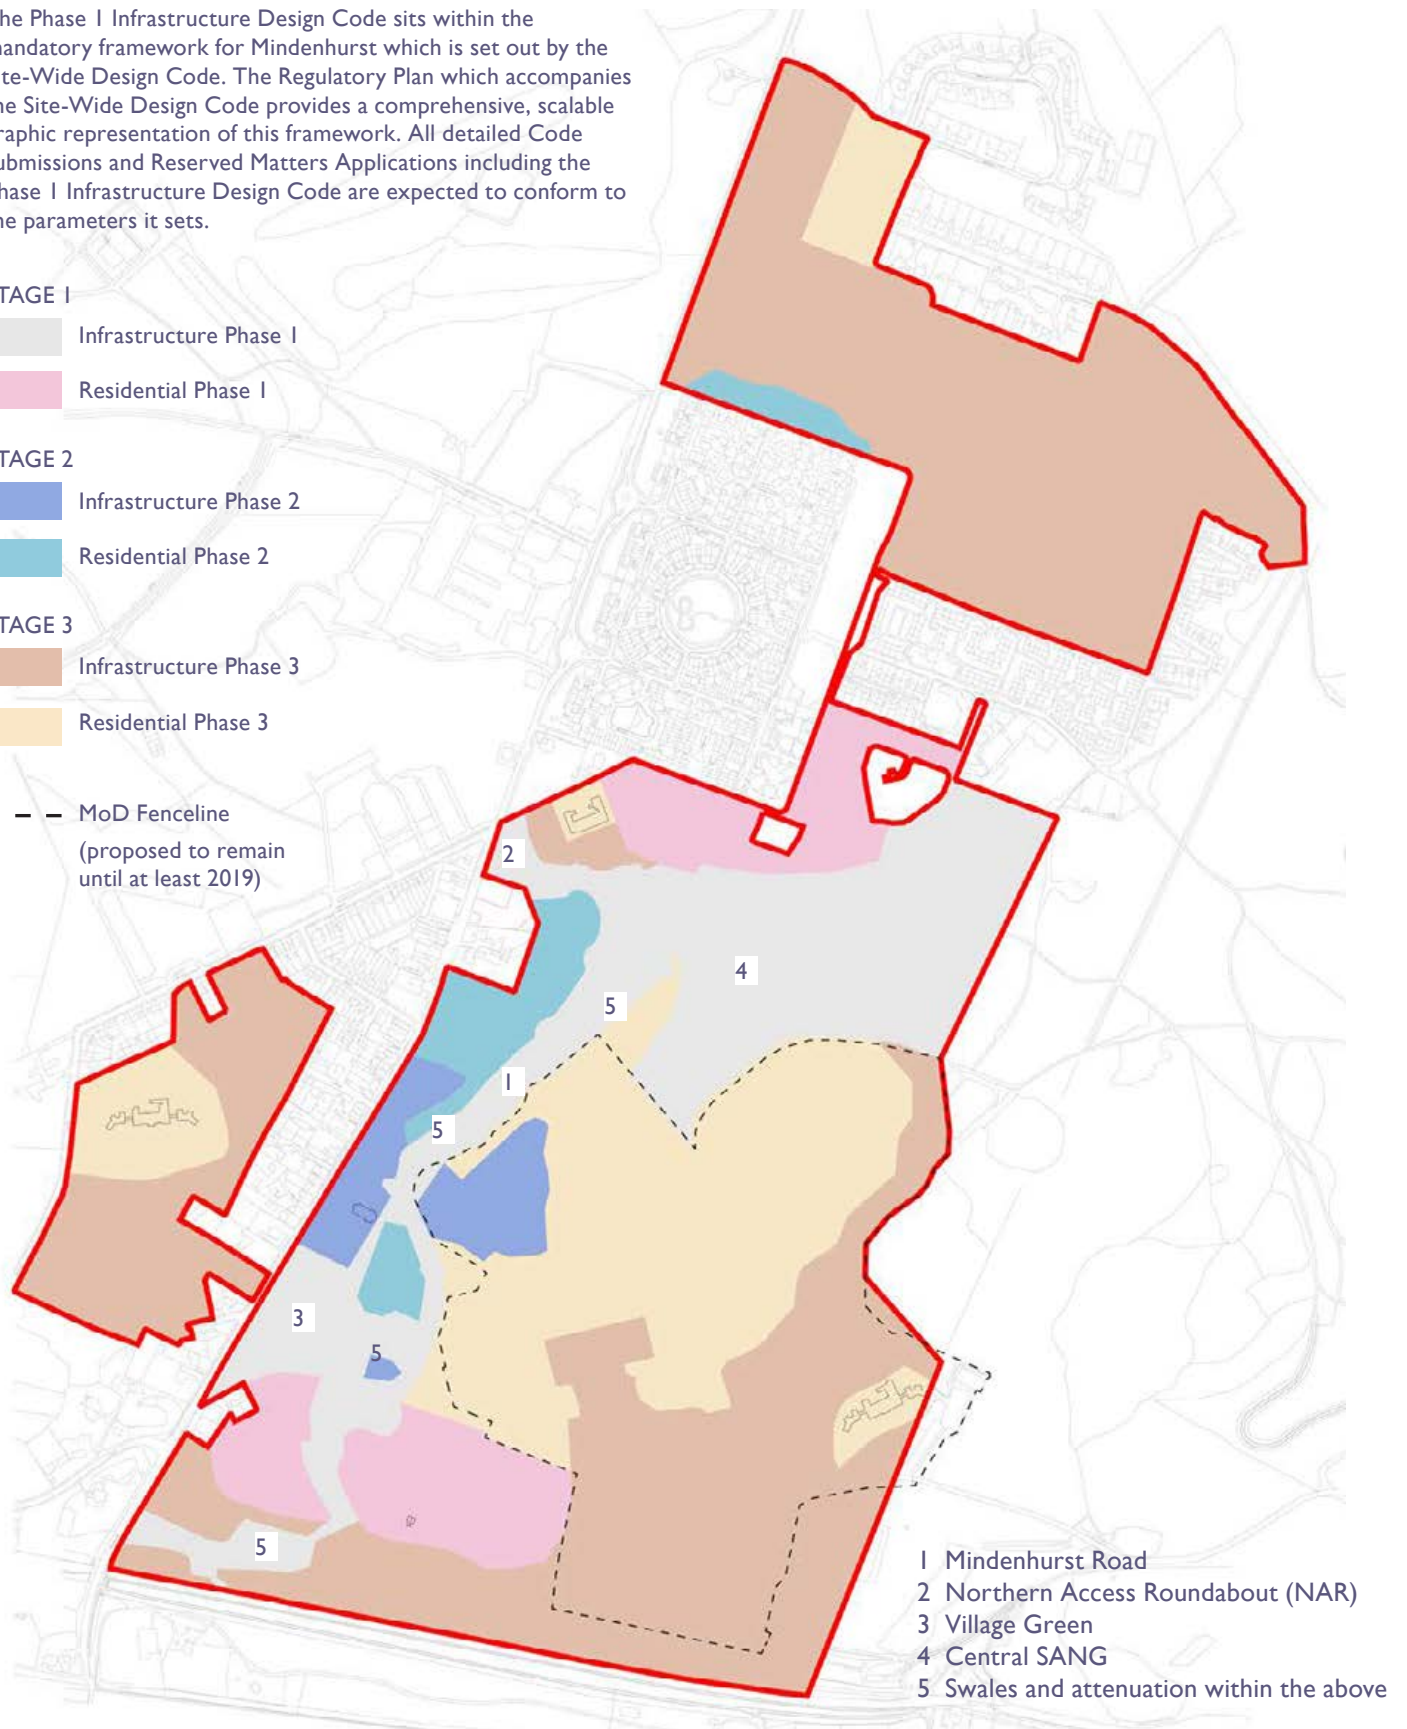 he Phase 1 Infrastructure Design Code sits within the
andatory framework for Mindenhurst which is set out by the
te-Wide Design Code. The Regulatory Plan which accompanies
he Site-Wide Design Code provides a comprehensive, scalable
raphic representation of this framework. All detailed Code
ubmissions and Reserved Matters Applications including the
hase 1 Infrastructure Design Code are expected to conform to
he parameters it sets.
TAGE 1
Infrastructure Phase 1
Residential Phase 1
TAGE 2
Infrastructure Phase 2
Residential Phase 2
TAGE 3
Infrastructure Phase 3
Residential Phase 3
MoD Fenceline
(proposed to remain
until at least 2019)
2
4
5
1
5
3
5
5
1 Mindenhurst Road
2 Northern Access Roundabout (NAR)
3 Village Green
4 Central SANG
5 Swales and attenuation within the above